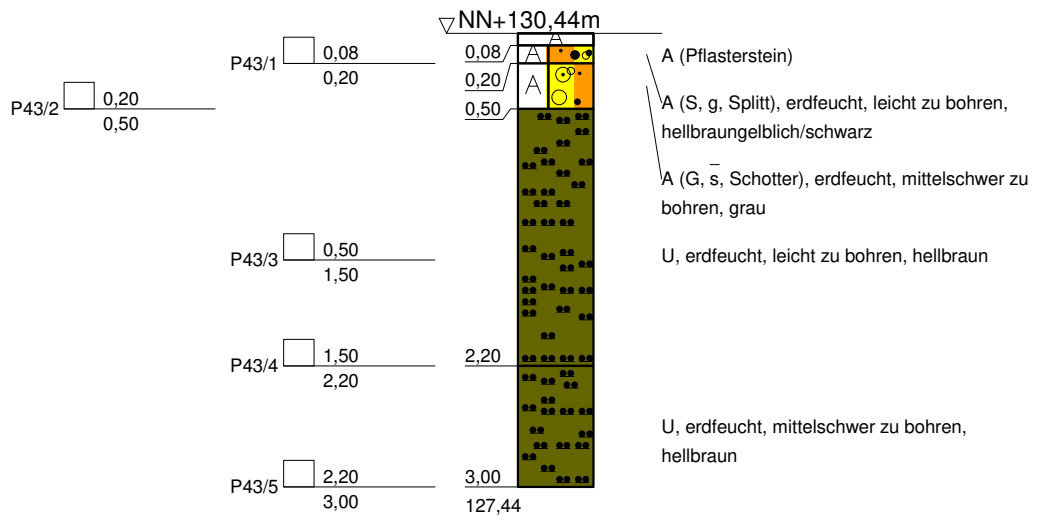 NN+130,44m
A
P43/1
0,08
0,20
0,08
A
A (Pflasterstein)
P43/2
0,20
0,50
0,20
A
0,50
A (S, g, Splitt), erdfeucht, leicht zu bohren,
hellbraungelblich/schwarz
A (G, s̅, Schotter), erdfeucht, mittelschwer zu
bohren, grau
P43/3
0,50
1,50
U, erdfeucht, leicht zu bohren, hellbraun
P43/4
1,50
2,20
2,20
U, erdfeucht, mittelschwer zu bohren,
hellbraun
P43/5
2,20
3,00
3,00
127,44